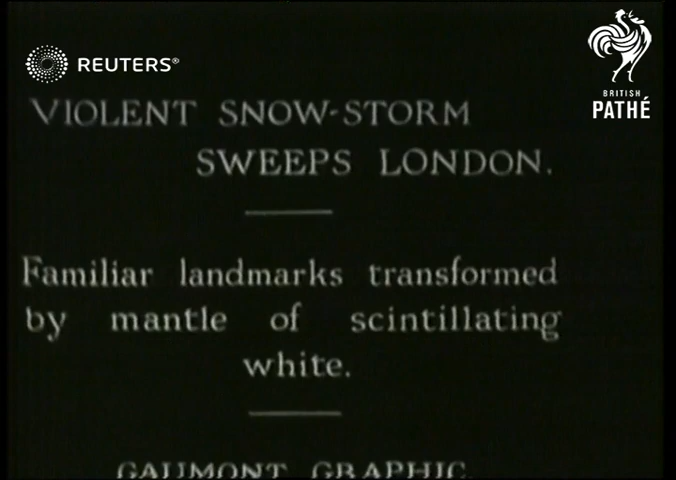 REUTERS®
BRITISH
PATHÉ
VIOLENT SNOW-STORM
SWEEPS LONDON.
Familiar landmarks transformed
by mantle of scintillating
white.
GAUMONT GRAPHIC